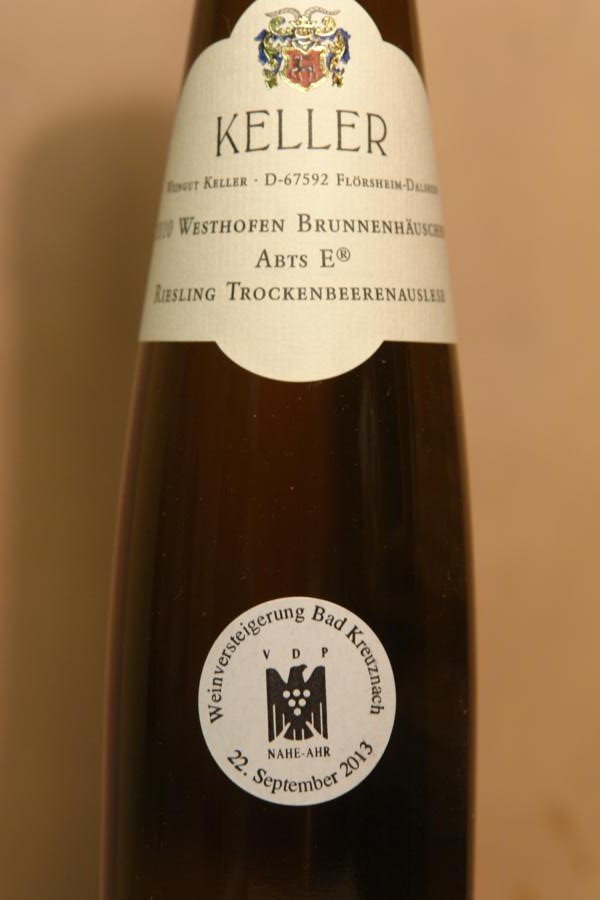 KELLER
WEINGUT KELLER · D-67592 FLÖRSHEIM-DALSHEIM
WESTHOFEN BRUNNENHÄUSCHEN
ABTS E®
RIESLING TROCKENBEERENAUSLESE
Weinversteigerung Bad Kreuznach
V D P
NAHE-AHR
22. September 2013